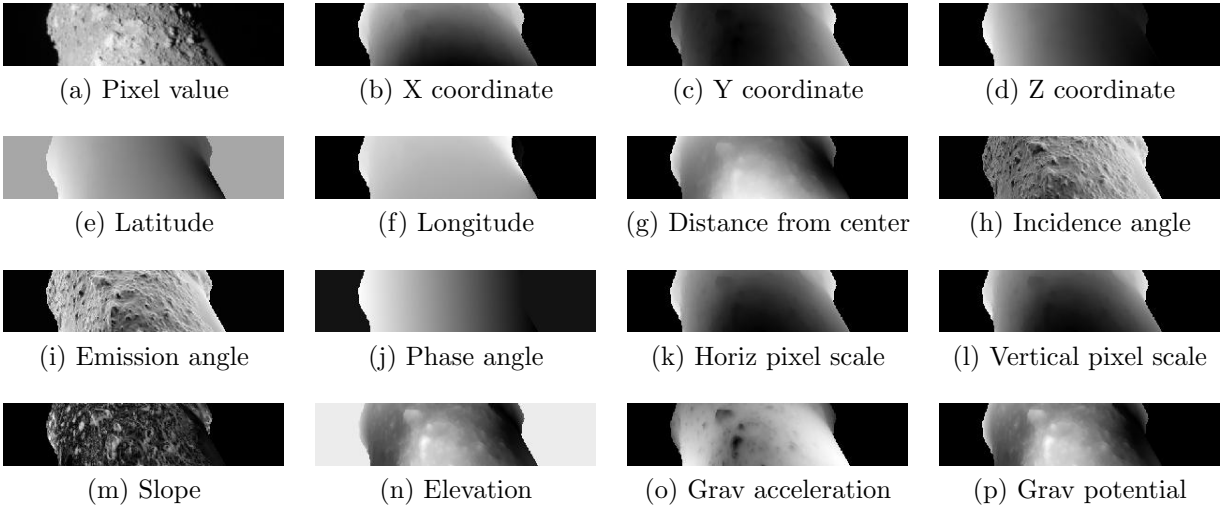 (a) Pixel value
(b) X coordinate
(c) Y coordinate
(d) Z coordinate
(e) Latitude
(f) Longitude
(g) Distance from center
(h) Incidence angle
(i) Emission angle
(j) Phase angle
(k) Horiz pixel scale
(l) Vertical pixel scale
(m) Slope
(n) Elevation
(o) Grav acceleration
(p) Grav potential